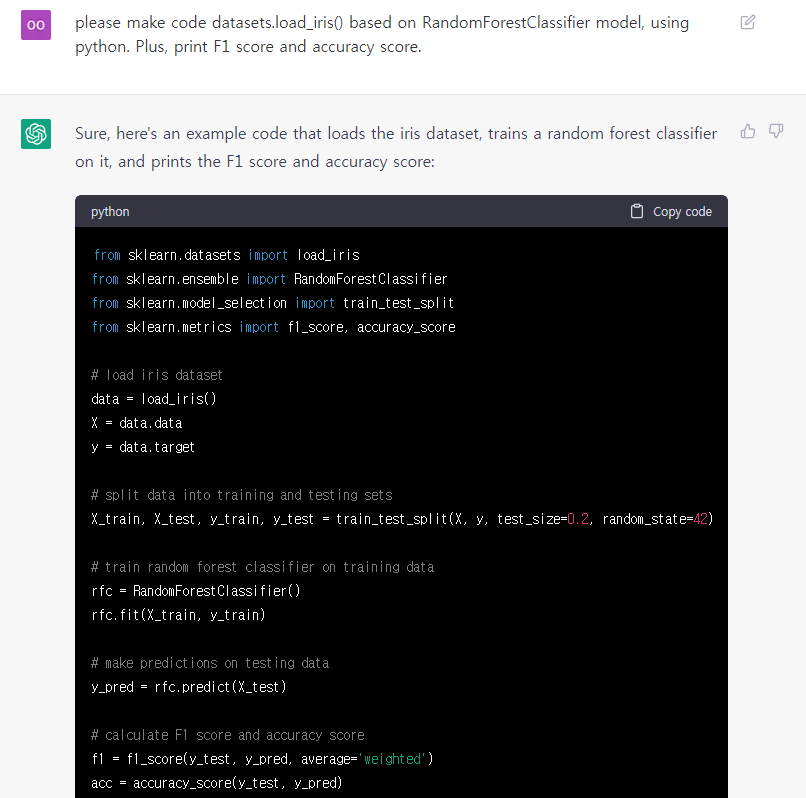 OO
please make code datasets.load_iris() based on RandomForestClassifier model, using
python. Plus, print F1 score and accuracy score.
Sure, here's an example code that loads the iris dataset, trains a random forest classifier
on it, and prints the F1 score and accuracy score:
python Copy code
from sklearn.datasets import load_iris
from sklearn.ensemble import RandomForestClassifier
from sklearn.model_selection import train_test_split
from sklearn.metrics import f1_score, accuracy_score
# load iris dataset
data = load_iris()
X = data.data
y = data.target
# split data into training and testing sets
X_train, X_test, y_train, y_test = train_test_split(X, y, test_size=0.2, random_state=42)
# train random forest classifier on training data
rfc = RandomForestClassifier()
rfc.fit(X_train, y_train)
# make predictions on testing data
y_pred = rfc.predict(X_test)
# calculate F1 score and accuracy score
f1 = f1_score(y_test, y_pred, average='weighted')
acc = accuracy_score(y_test, y_pred)